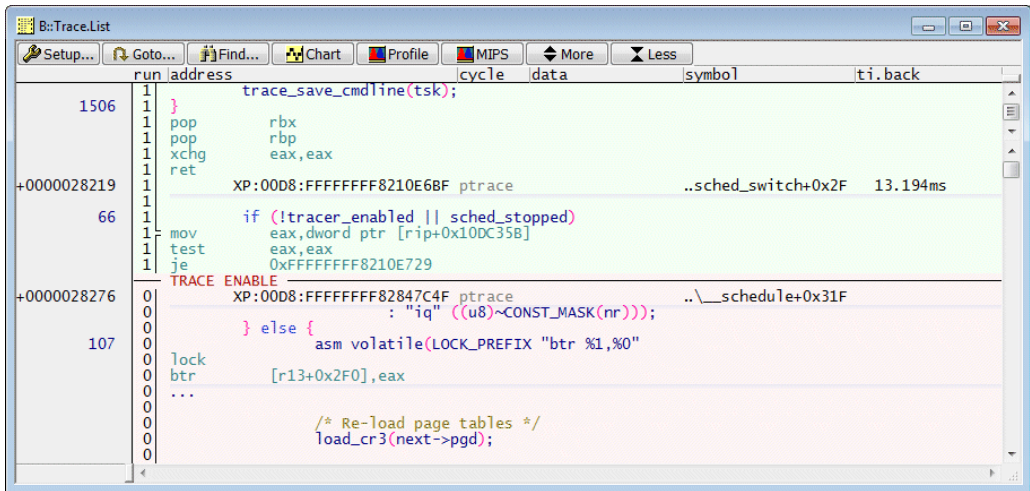 B::Trace.List
Setup... Goto... Find... Chart Profile MIPS More Less
run address cycle data symbol ti.back
1 trace_save_cmdline(tsk);
1506 1 }
1 pop rbx
1 pop rbp
1 xchg eax,eax
1 ret
+0000028219 1 XP:00D8:FFFFFFFF8210E6BF ptrace ..sched_switch+0x2F 13.194ms
1
66 1 if (!tracer_enabled || sched_stopped)
1 mov eax,dword ptr [rip+0x10DC35B]
1 test eax,eax
1 je 0xFFFFFFFF8210E729
TRACE ENABLE
+0000028276 0 XP:00D8:FFFFFFFF82847C4F ptrace ..\__schedule+0x31F
0 : "iq" ((u8)~CONST_MASK(nr)));
0 } else {
107 0 asm volatile(LOCK_PREFIX "btr %1,%0"
0 lock
0 btr [r13+0x2F0],eax
0 ...
0
0 /* Re-load page tables */
0 load_cr3(next->pgd);
0